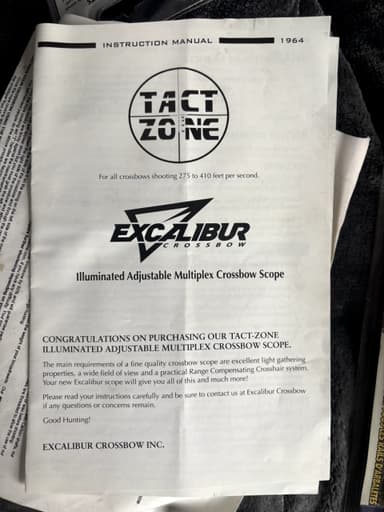 INSTRUCTION MANUAL 1964
TACT
ZONE
For all crossbows shooting 275 to 410 feet per second.
EXCALIBUR
CROSSBOW
Illuminated Adjustable Multiplex Crossbow Scope
CONGRATULATIONS ON PURCHASING OUR TACT-ZONE
ILLUMINATED ADJUSTABLE MULTIPLEX CROSSBOW SCOPE.
The main requirements of a fine quality crossbow scope are excellent light gathering
properties, a wide field of view and a practical Range Compensating Crosshair system.
Your new Excalibur scope will give you all of this and much more!
Please read your instructions carefully and be sure to contact us at Excalibur Crossbow
if any questions or concerns remain.
Good Hunting!
EXCALIBUR CROSSBOW INC.